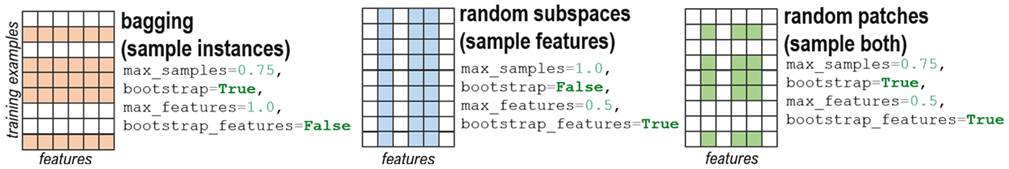 training examples
features
bagging
(sample instances)
max_samples=0.75,
bootstrap=True,
max_features=1.0,
bootstrap_features=False
features
random subspaces
(sample features)
max_samples=1.0,
bootstrap=False,
max_features=0.5,
bootstrap_features=True
features
random patches
(sample both)
max_samples=0.75,
bootstrap=True,
max_features=0.5,
bootstrap_features=True